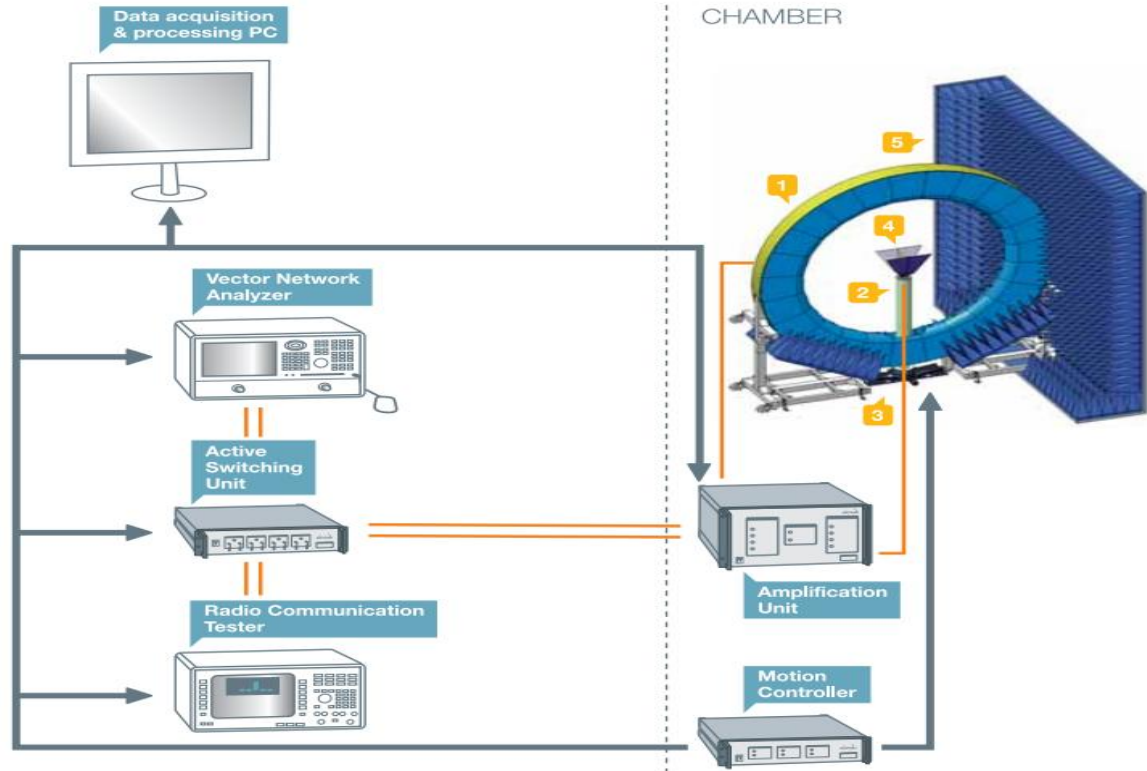 Data acquisition
& processing PC
CHAMBER
5
1
4
Vector Network
Analyzer
2
3
Active
Switching
Unit
Amplification
Unit
Radio Communication
Tester
Motion
Controller